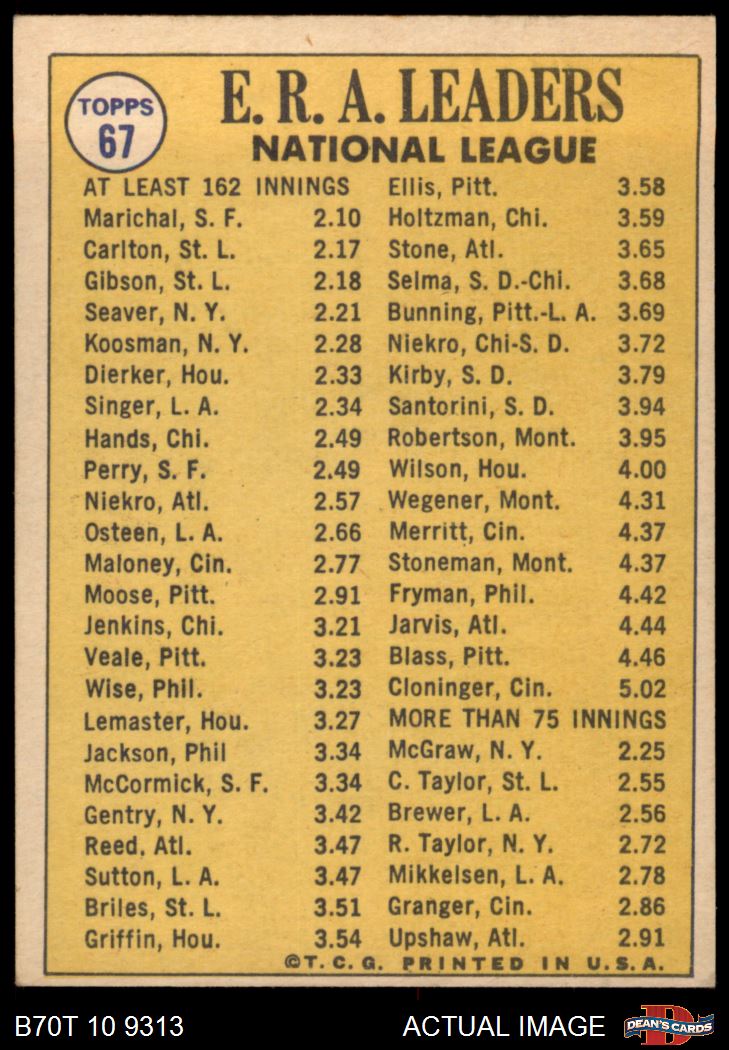 TOPPS
67
E. R. A. LEADERS
NATIONAL LEAGUE
AT LEAST 162 INNINGS
Marichal, S. F. 2.10
Carlton, St. L. 2.17
Gibson, St. L. 2.18
Seaver, N. Y. 2.21
Koosman, N. Y. 2.28
Dierker, Hou. 2.33
Singer, L. A. 2.34
Hands, Chi. 2.49
Perry, S. F. 2.49
Niekro, Atl. 2.57
Osteen, L. A. 2.66
Maloney, Cin. 2.77
Moose, Pitt. 2.91
Jenkins, Chi. 3.21
Veale, Pitt. 3.23
Wise, Phil. 3.23
Lemaster, Hou. 3.27
Jackson, Phil 3.34
McCormick, S. F. 3.34
Gentry, N. Y. 3.42
Reed, Atl. 3.47
Sutton, L. A. 3.47
Briles, St. L. 3.51
Griffin, Hou. 3.54
Ellis, Pitt. 3.58
Holtzman, Chi. 3.59
Stone, Atl. 3.65
Selma, S. D.-Chi. 3.68
Bunning, Pitt.-L. A. 3.69
Niekro, Chi-S. D. 3.72
Kirby, S. D. 3.79
Santorini, S. D. 3.94
Robertson, Mont. 3.95
Wilson, Hou. 4.00
Wegener, Mont. 4.31
Merritt, Cin. 4.37
Stoneman, Mont. 4.37
Fryman, Phil. 4.42
Jarvis, Atl. 4.44
Blass, Pitt. 4.46
Cloninger, Cin. 5.02
MORE THAN 75 INNINGS
McGraw, N. Y. 2.25
C. Taylor, St. L. 2.55
Brewer, L. A. 2.56
R. Taylor, N. Y. 2.72
Mikkelsen, L. A. 2.78
Granger, Cin. 2.86
Upshaw, Atl. 2.91
©T. C. G. PRINTED IN U. S. A.
B70T 10 9313
ACTUAL IMAGE
DEAN'S CARDS